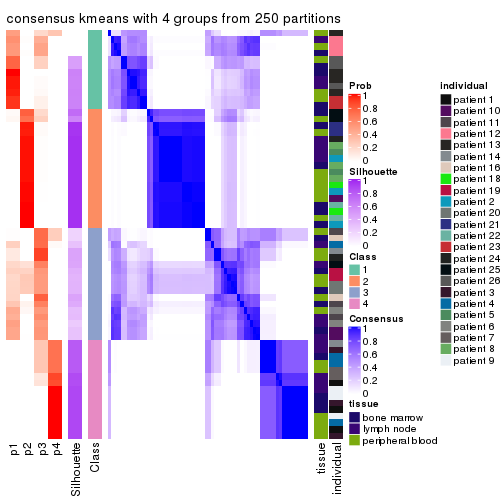 consensus kmeans with 4 groups from 250 partitions
Prob
1
0.8
0.6
0.4
0.2
0
Silhouette
1
0.8
0.6
0.4
0.2
0
Class
1
2
3
4
Consensus
1
0.8
0.6
0.4
0.2
0
tissue
bone marrow
lymph node
peripheral blood
individual
patient 1
patient 10
patient 11
patient 12
patient 13
patient 14
patient 16
patient 18
patient 19
patient 2
patient 20
patient 21
patient 22
patient 23
patient 24
patient 25
patient 26
patient 3
patient 4
patient 5
patient 6
patient 7
patient 8
patient 9
p1
p2
p3
p4
Silhouette
Class
tissue
individual